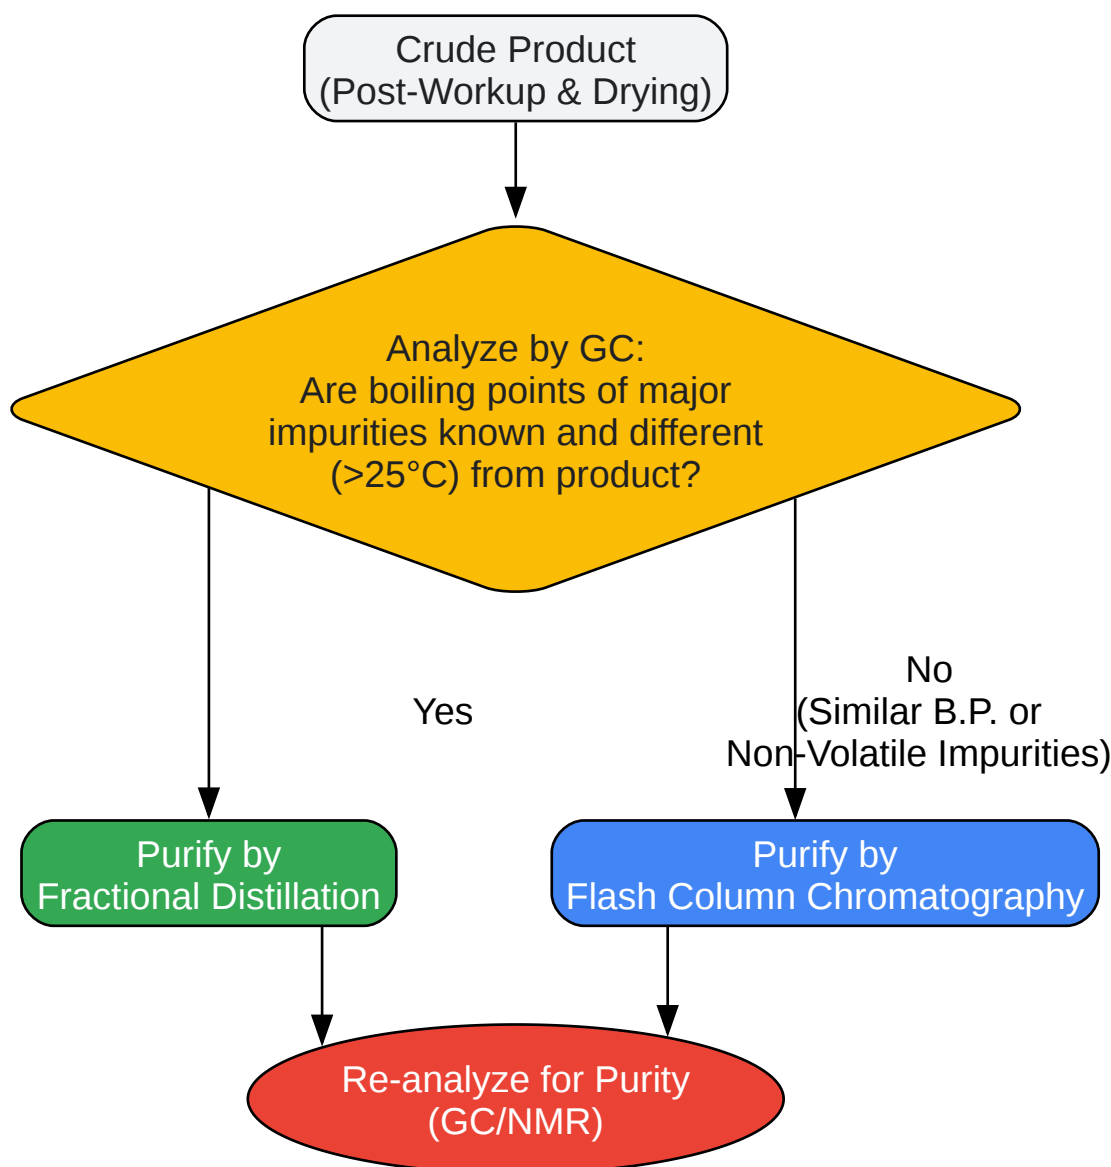 Crude Product
(Post-Workup & Drying)
Analyze by GC:
Are boiling points of major
impurities known and different
(>25°C) from product?
Yes
No
(Similar B.P. or
Non-Volatile Impurities)
Purify by
Fractional Distillation
Purify by
Flash Column Chromatography
Re-analyze for Purity
(GC/NMR)